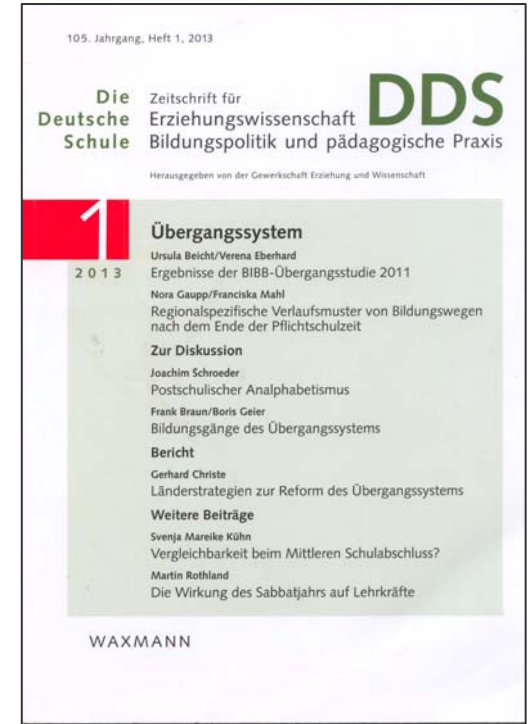 105. Jahrgang, Heft 1, 2013
Die
Deutsche
Schule
Zeitschrift für
Erziehungswissenschaft
Bildungspolitik und pädagogische Praxis
DDS
Herausgegeben von der Gewerkschaft Erziehung und Wissenschaft
1
2013
Übergangssystem
Ursula Beicht/Verena Eberhard
Ergebnisse der BIBB-Übergangsstudie 2011
Nora Gaupp/Franciska Mahl
Regionalspezifische Verlaufsmuster von Bildungswegen
nach dem Ende der Pflichtschulzeit
Zur Diskussion
Joachim Schroeder
Postschulischer Analphabetismus
Frank Braun/Boris Geier
Bildungsgänge des Übergangssystems
Bericht
Gerhard Christe
Länderstrategien zur Reform des Übergangssystems
Weitere Beiträge
Svenja Mareike Kühn
Vergleichbarkeit beim Mittleren Schulabschluss?
Martin Rothland
Die Wirkung des Sabbatjahrs auf Lehrkräfte
WAXMANN